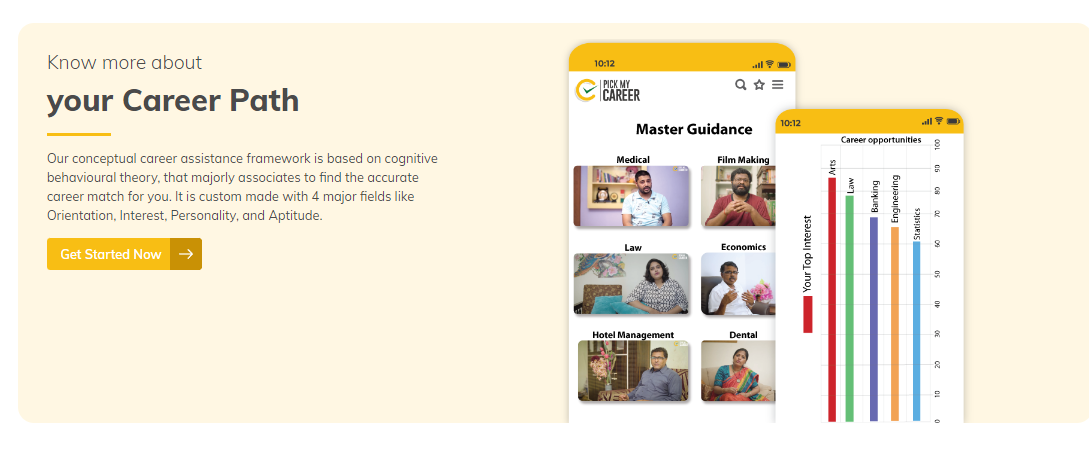 Know more about
your Career Path
Our conceptual career assistance framework is based on cognitive
behavioural theory, that majorly associates to find the accurate
career match for you. It is custom made with 4 major fields like
Orientation, Interest, Personality, and Aptitude.
Get Started Now
10:12
PICK MY
CAREER
Master Guidance
Medical
Film Making
Law
Economics
Hotel Management
Dental
10:12
Career opportunities
Your Top Interest
Arts
Law
Banking
Engineering
Statistics
100
90
80
70
60
50
40
30
20
10
0